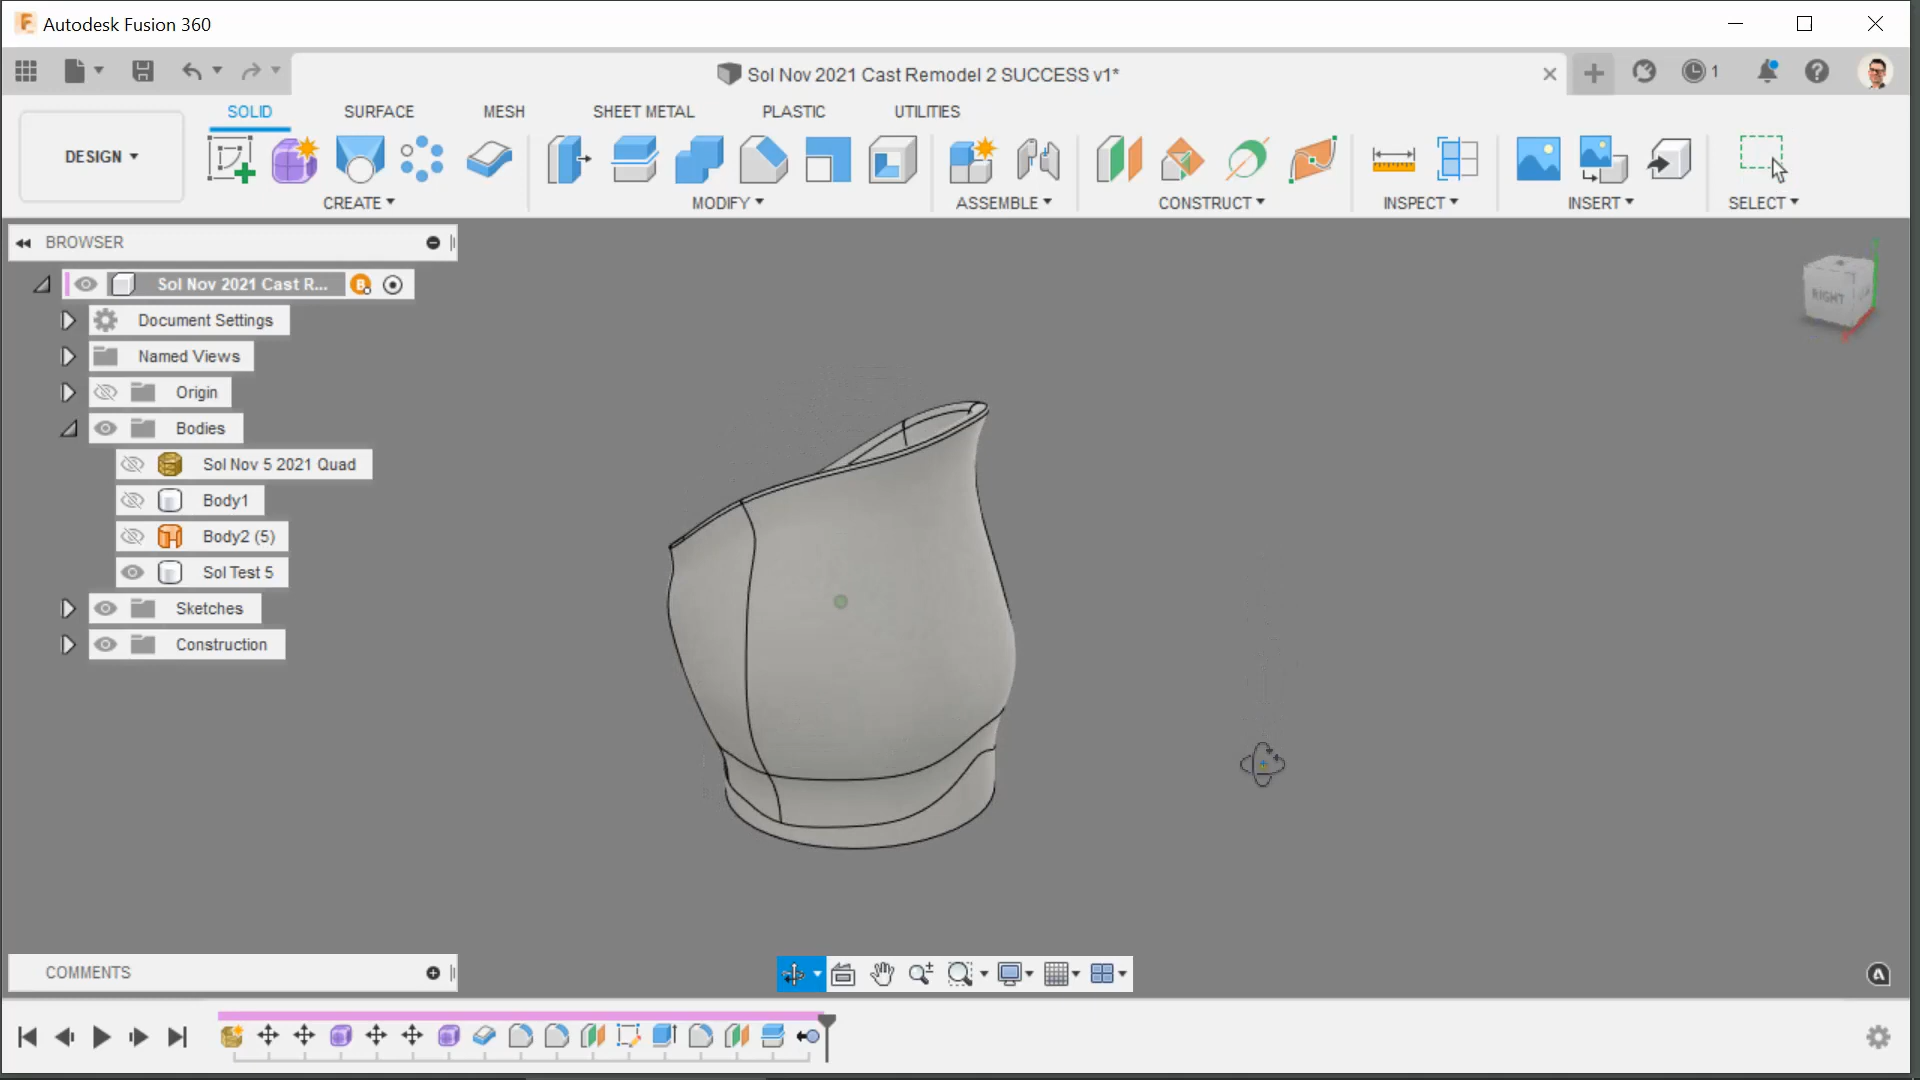 Autodesk Fusion 360
Sol Nov 2021 Cast Remodel 2 SUCCESS v1*
1
SOLID SURFACE MESH SHEET METAL PLASTIC UTILITIES
DESIGN
CREATE MODIFY ASSEMBLE CONSTRUCT INSPECT INSERT SELECT
BROWSER
Sol Nov 2021 Cast R...
Document Settings
Named Views
Origin
Bodies
Sol Nov 5 2021 Quad
Body1
Body2 (5)
Sol Test 5
Sketches
Construction
RIGHT
COMMENTS